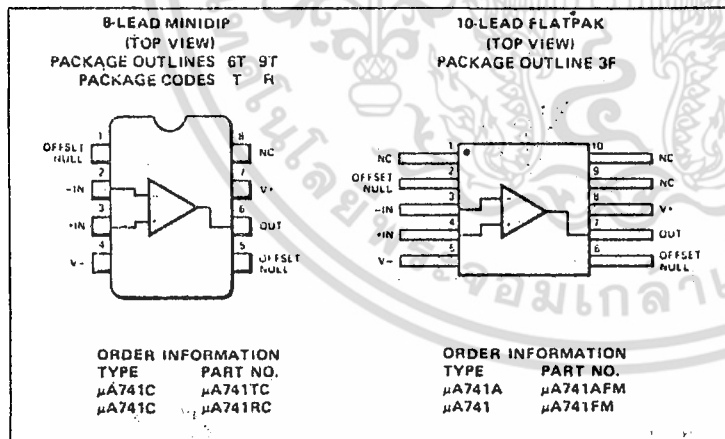 8-LEAD MINIDIP
(TOP VIEW)
PACKAGE OUTLINES 6T 9T
PACKAGE CODES T R
1
OFFSET NULL
2
-IN
3
+IN
4
V-
8
NC
7
V+
6
OUT
5
OFFSET NULL
ORDER INFORMATION
TYPE PART NO.
µA741C µA741TC
µA741C µA741RC
10-LEAD FLATPAK
(TOP VIEW)
PACKAGE OUTLINE 3F
1
NC
2
OFFSET NULL
3
-IN
4
+IN
5
V-
10
NC
9
NC
8
V+
7
OUT
6
OFFSET NULL
ORDER INFORMATION
TYPE PART NO.
µA741A µA741AFM
µA741 µA741FM